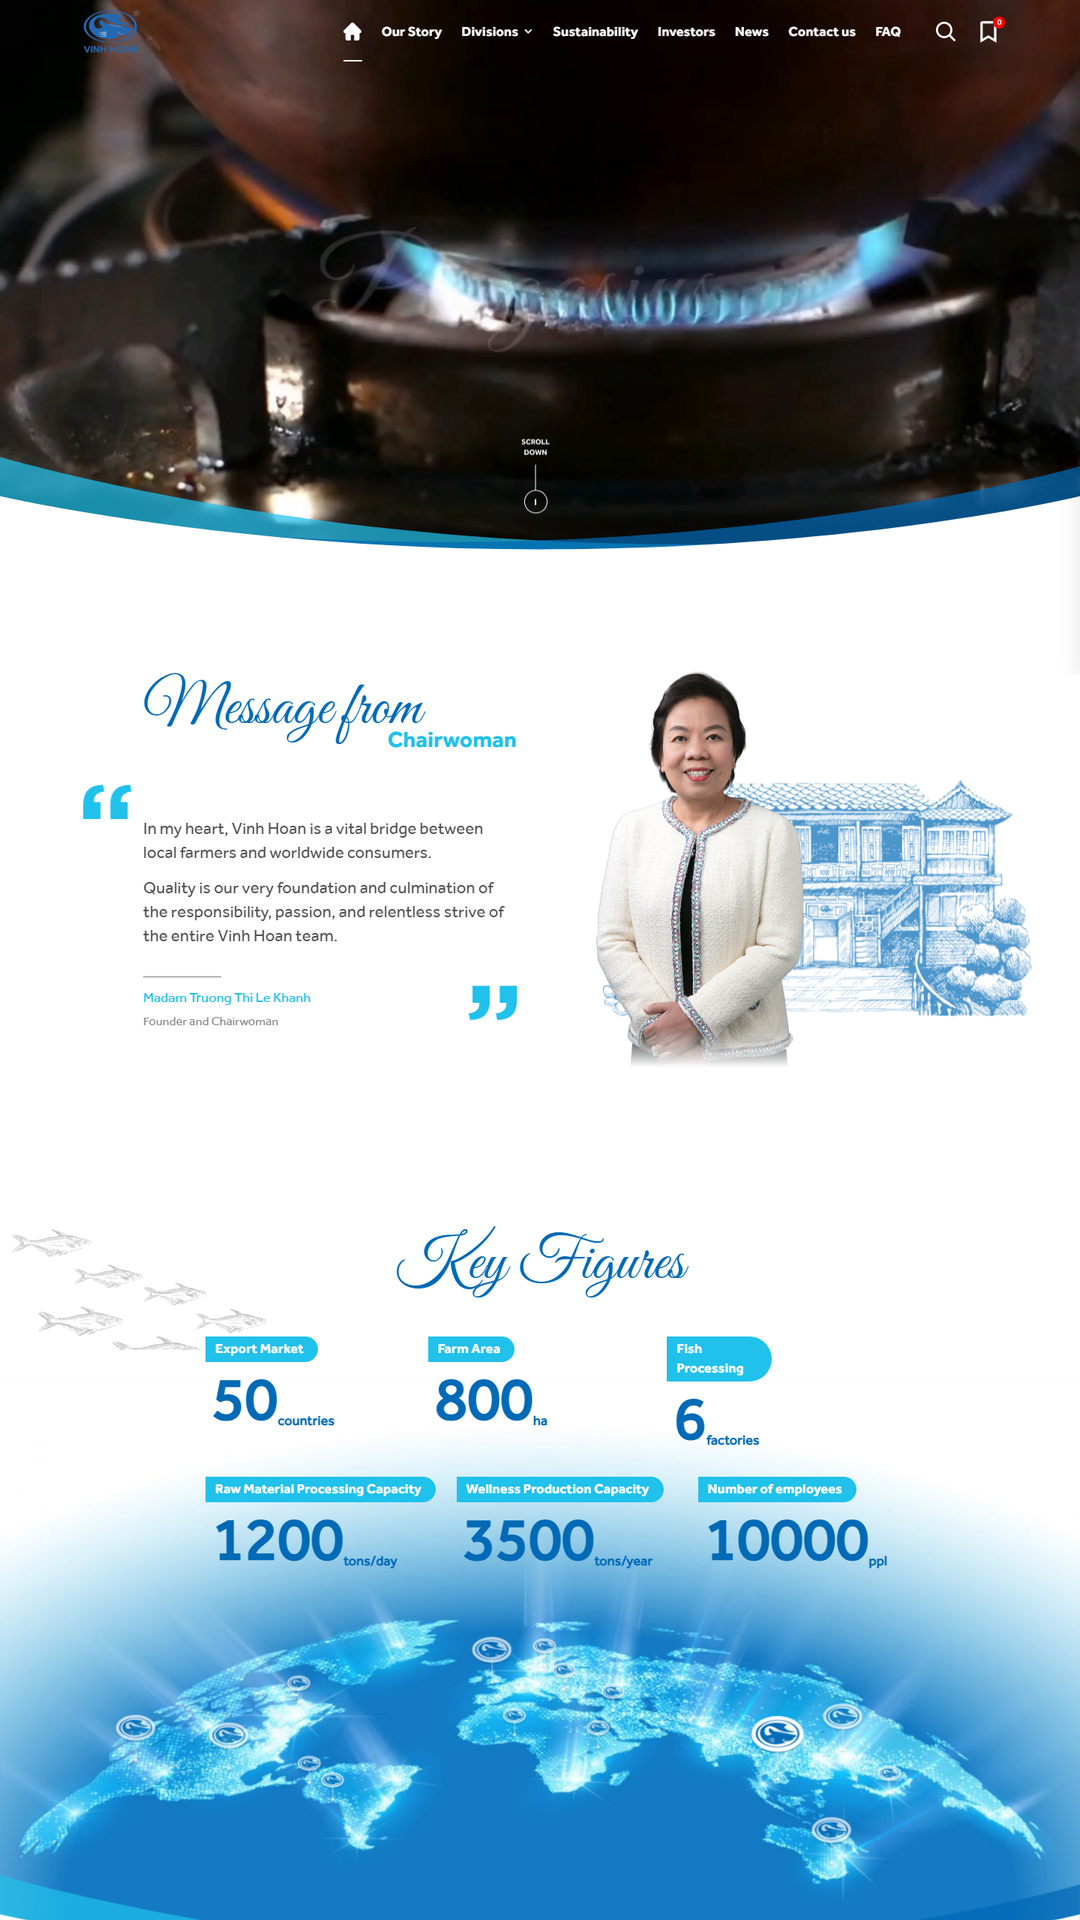 VINH HOAN
Our Story
Divisions
Sustainability
Investors
News
Contact us
FAQ
0
SCROLL
DOWN
Message from
Chairwoman
In my heart, Vinh Hoan is a vital bridge between
local farmers and worldwide consumers.
Quality is our very foundation and culmination of
the responsibility, passion, and relentless strive of
the entire Vinh Hoan team.
Madam Truong Thi Le Khanh
Founder and Chairwoman
Key Figures
Export Market
50 countries
Farm Area
800 ha
Fish
Processing
6 factories
Raw Material Processing Capacity
1200 tons/day
Wellness Production Capacity
3500 tons/year
Number of employees
10000 ppl